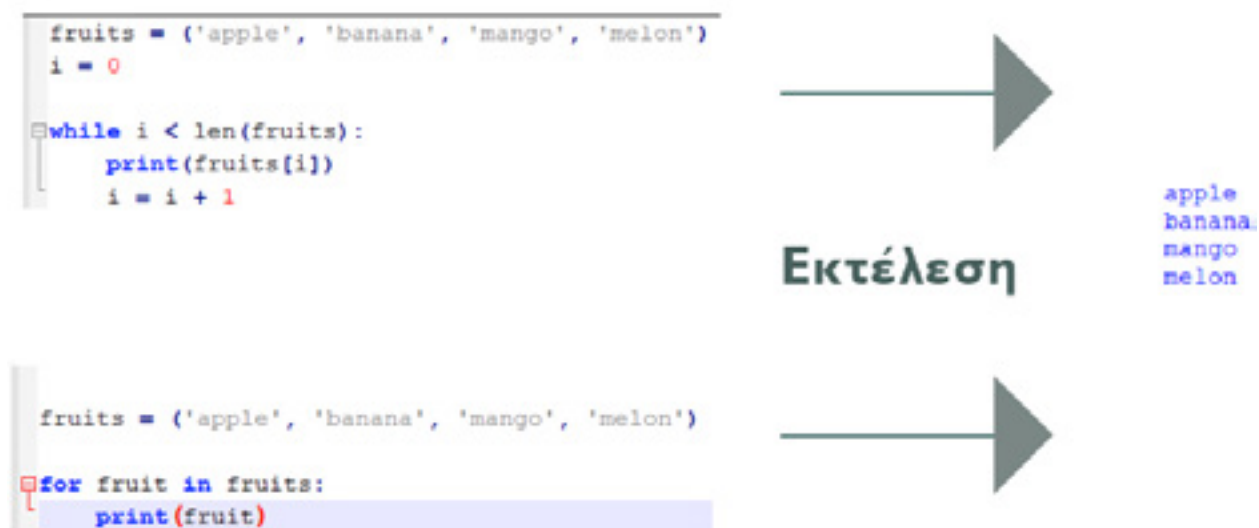 fruits = ('apple', 'banana', 'mango', 'melon')
i = 0
while i < len(fruits):
print(fruits[i])
i = i + 1
Εκτέλεση
apple
banana
mango
melon
fruits = ('apple', 'banana', 'mango', 'melon')
for fruit in fruits:
print(fruit)